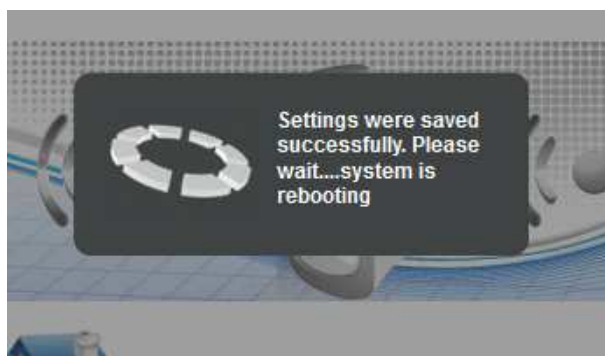 Settings were saved
successfully. Please
wait....system is
rebooting